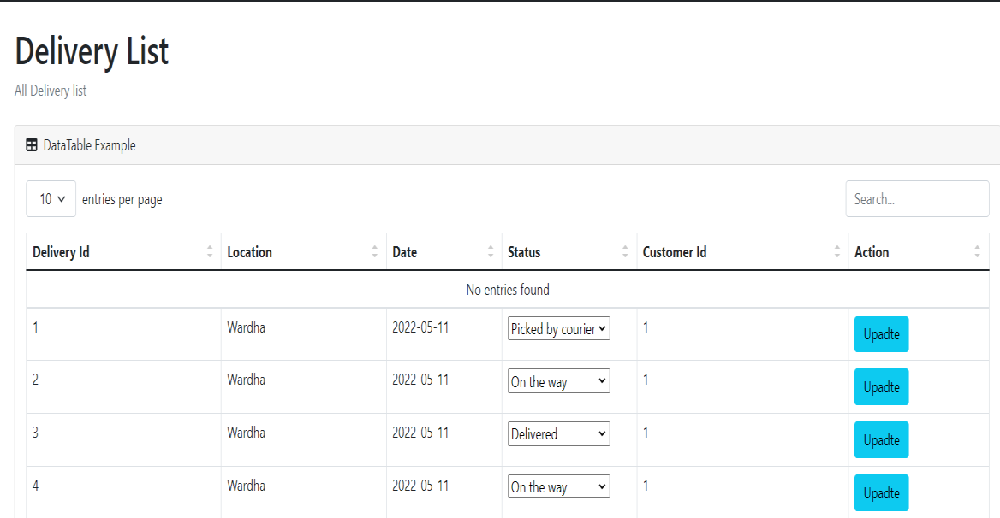 Delivery List
All Delivery list
DataTable Example
10 entries per page
Search...
Delivery Id Location Date Status Customer Id Action
No entries found
1 Wardha 2022-05-11 Picked by courier 1 Upadte
2 Wardha 2022-05-11 On the way 1 Upadte
3 Wardha 2022-05-11 Delivered 1 Upadte
4 Wardha 2022-05-11 On the way 1 Upadte